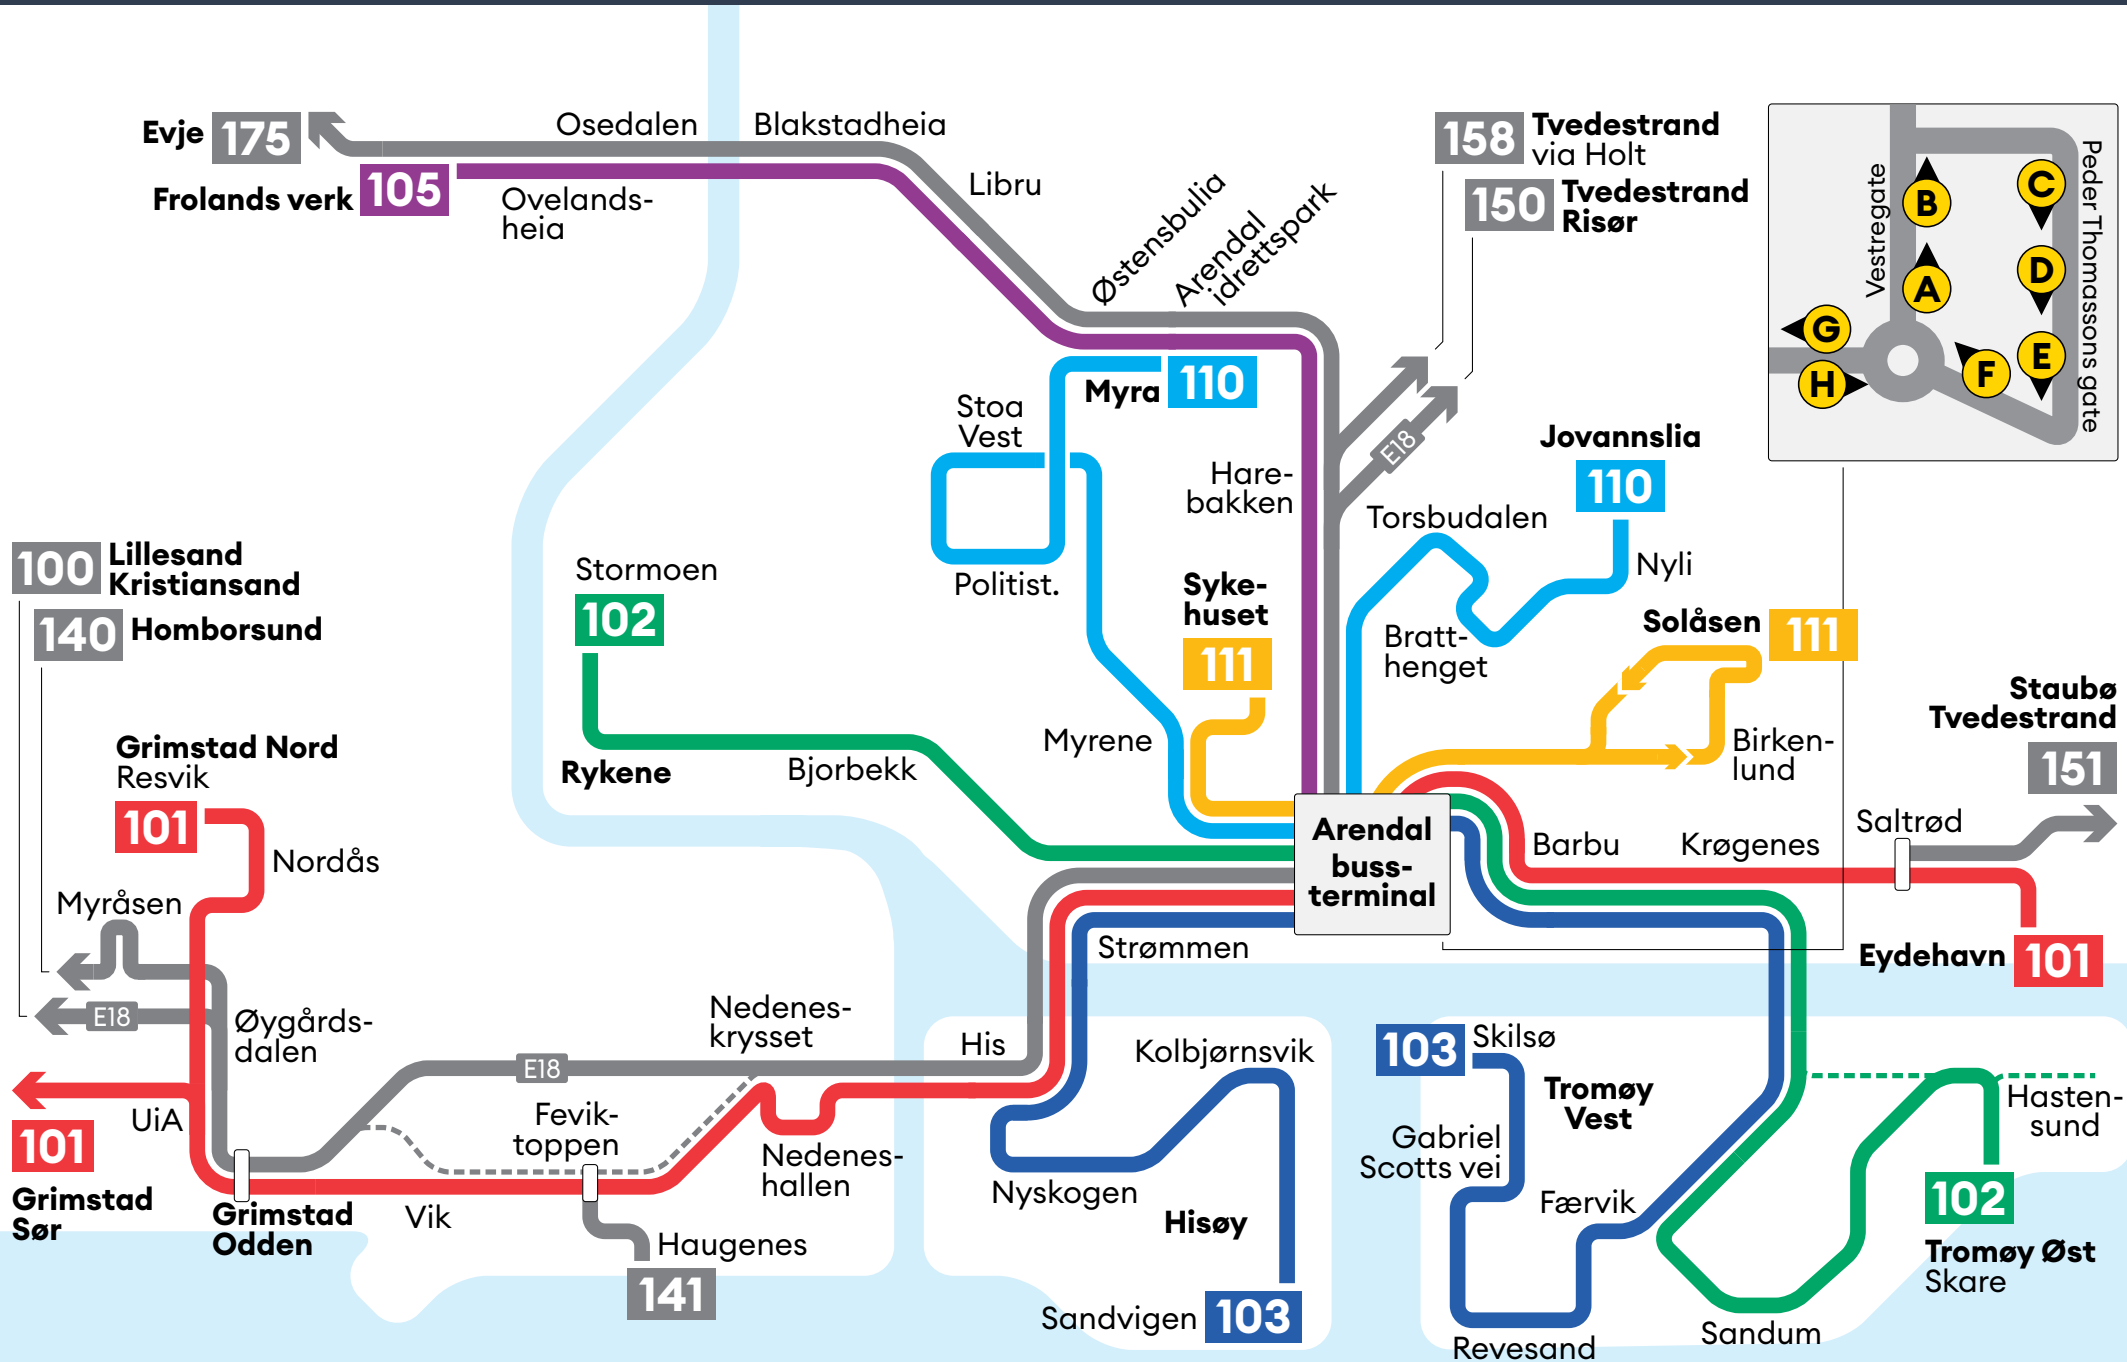 Evje 175
Frolands verk 105
Osedalen
Blakstadheia
Ovelands-
heia
Libru
Østensbulia
Arendal
idrettspark
158 Tvedestrand
via Holt
150 Tvedestrand
Risør
Vestregate
Peder Thomassons gate
B
C
A
D
G
E
H
F
Myra 110
Stoa
Vest
Politist.
Hare-
bakken
E18
Jovannslia
110
Torsbudalen
Nyli
Bratt-
henget
100 Lillesand
Kristiansand
140 Homborsund
Stormoen
102
Rykene
Bjorbekk
Syke-
huset
111
Myrene
Solåsen 111
Birken-
lund
Staubø
Tvedestrand
151
Grimstad Nord
Resvik
101
Nordås
Myråsen
E18
Øygårds-
dalen
UiA
101
Grimstad
Sør
Grimstad
Odden
Vik
E18
Fevik-
toppen
Haugenes
141
Nedenes-
krysset
Nedenes-
hallen
His
Arendal
buss-
terminal
Strømmen
Barbu
Krøgenes
Saltrød
Eydehavn 101
Kolbjørnsvik
Nyskogen
Hisøy
Sandvigen 103
103 Skilsø
Tromøy
Vest
Gabriel
Scotts vei
Færvik
Revesand
Sandum
Hasten-
sund
102
Tromøy Øst
Skare